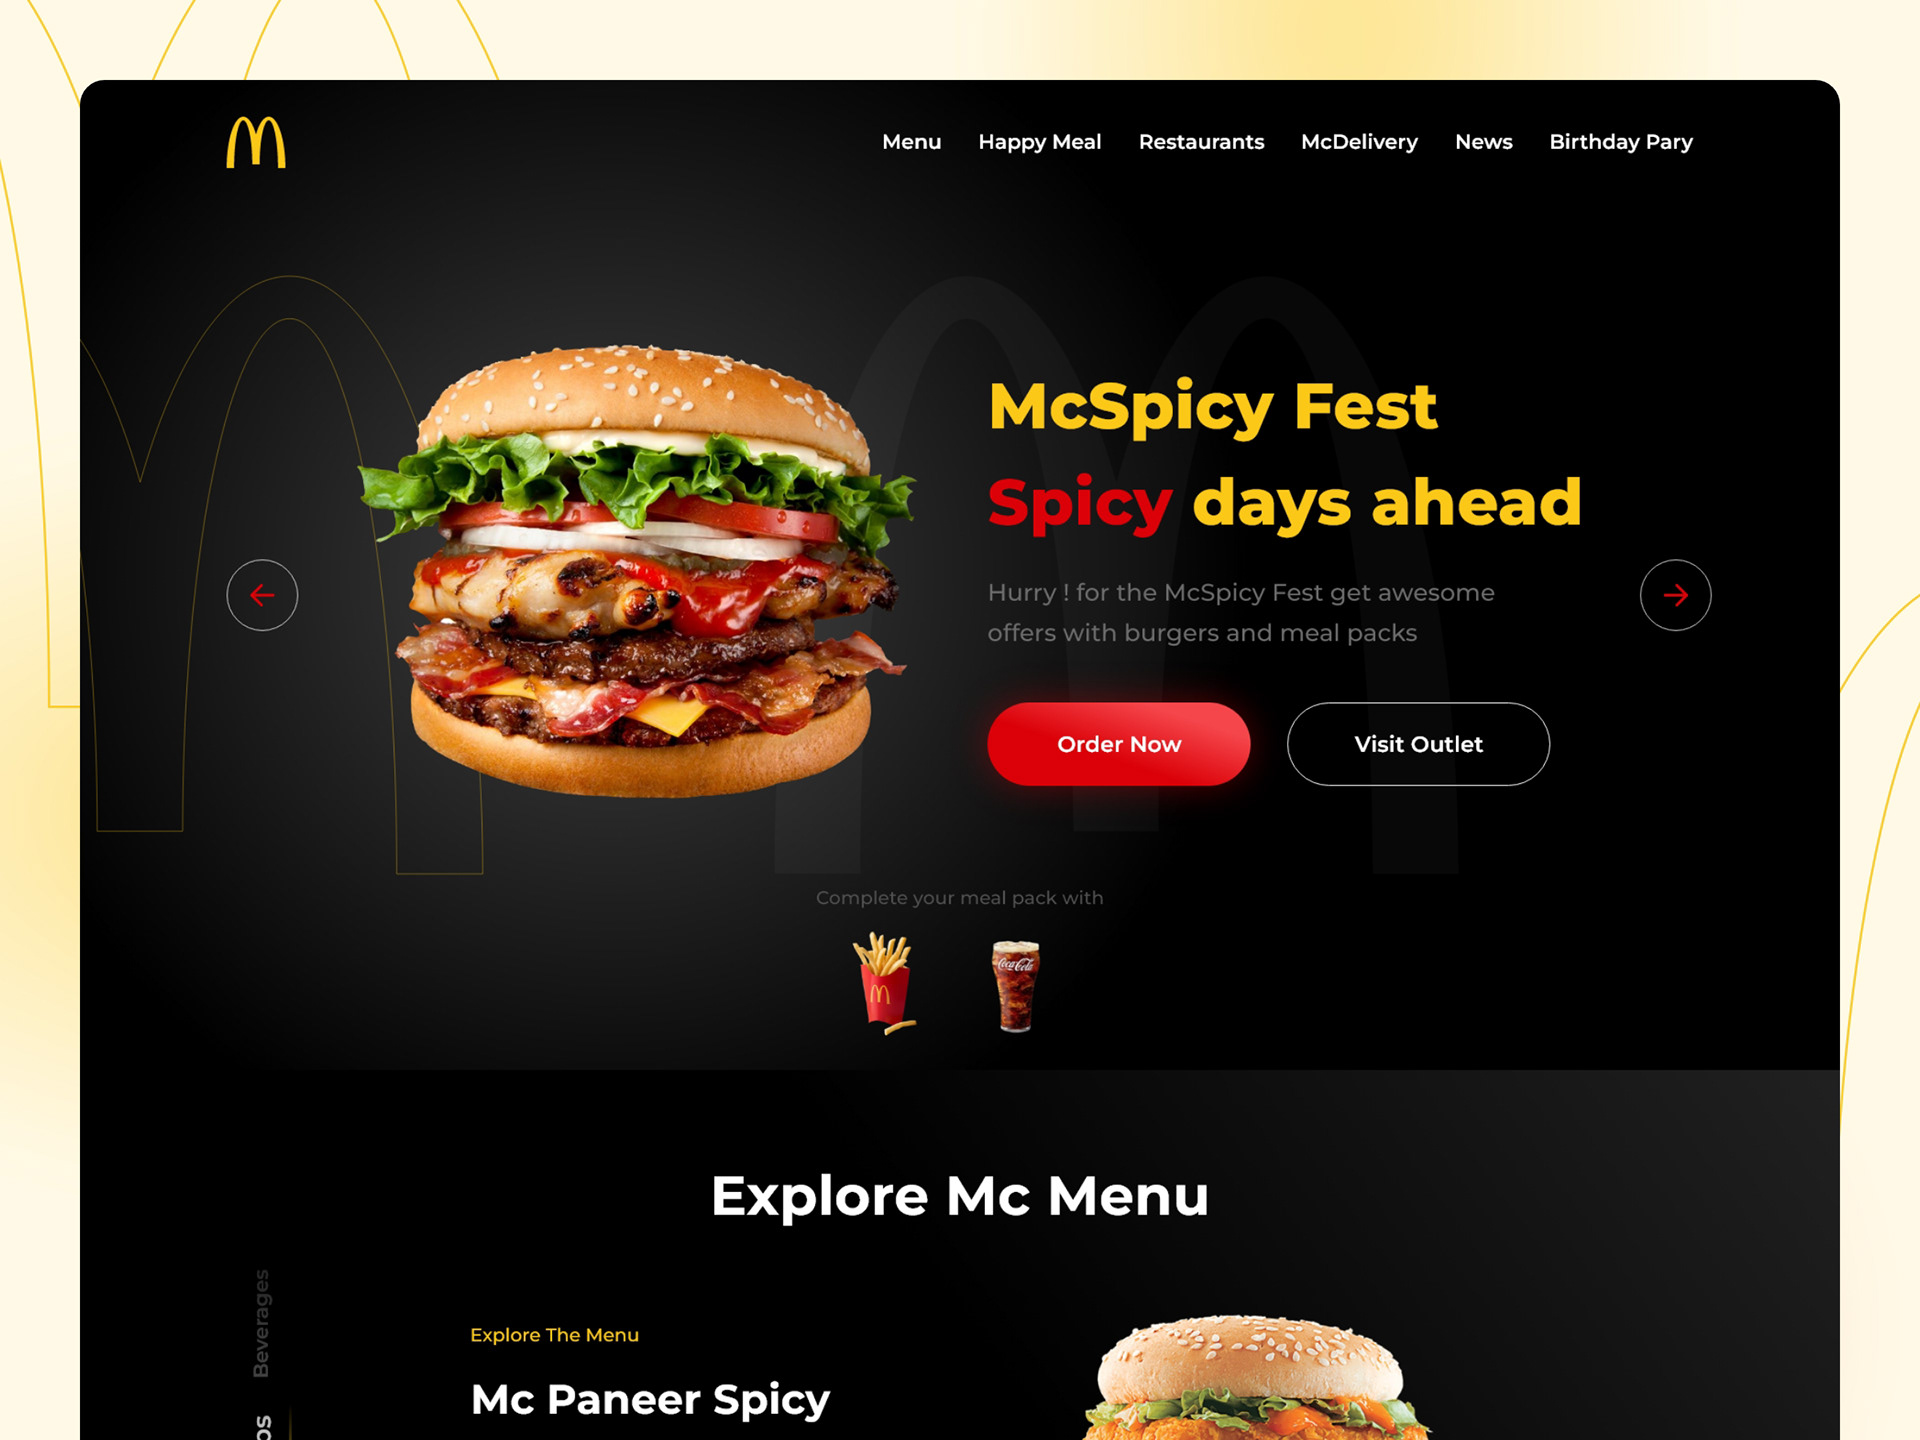 Menu Happy Meal Restaurants McDelivery News Birthday Pary
McSpicy Fest
Spicy days ahead
Hurry ! for the McSpicy Fest get awesome
offers with burgers and meal packs
Order Now
Visit Outlet
Complete your meal pack with
Coca-Cola
Explore Mc Menu
Beverages
Explore The Menu
Mc Paneer Spicy